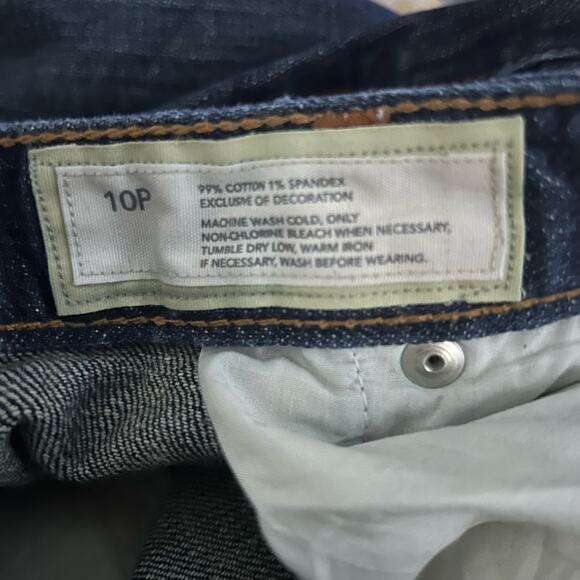 10P
99% COTTON 1% SPANDEX
EXCLUSIVE OF DECORATION
MACHINE WASH COLD, ONLY
NON-CHLORINE BLEACH WHEN NECESSARY,
TUMBLE DRY LOW, WARM IRON
IF NECESSARY, WASH BEFORE WEARING.